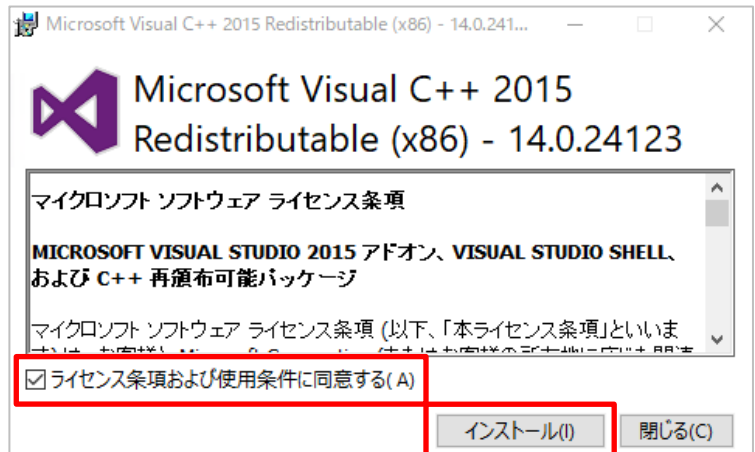 Microsoft Visual C++ 2015 Redistributable (x86) - 14.0.241...
Microsoft Visual C++ 2015
Redistributable (x86) - 14.0.24123
マイクロソフト ソフトウェア ライセンス条項
MICROSOFT VISUAL STUDIO 2015 アドオン、VISUAL STUDIO SHELL、
および C++ 再頒布可能パッケージ
マイクロソフト ソフトウェア ライセンス条項 (以下、「本ライセンス条項」といいま
ライセンス条項および使用条件に同意する(A)
インストール(I)
閉じる(C)